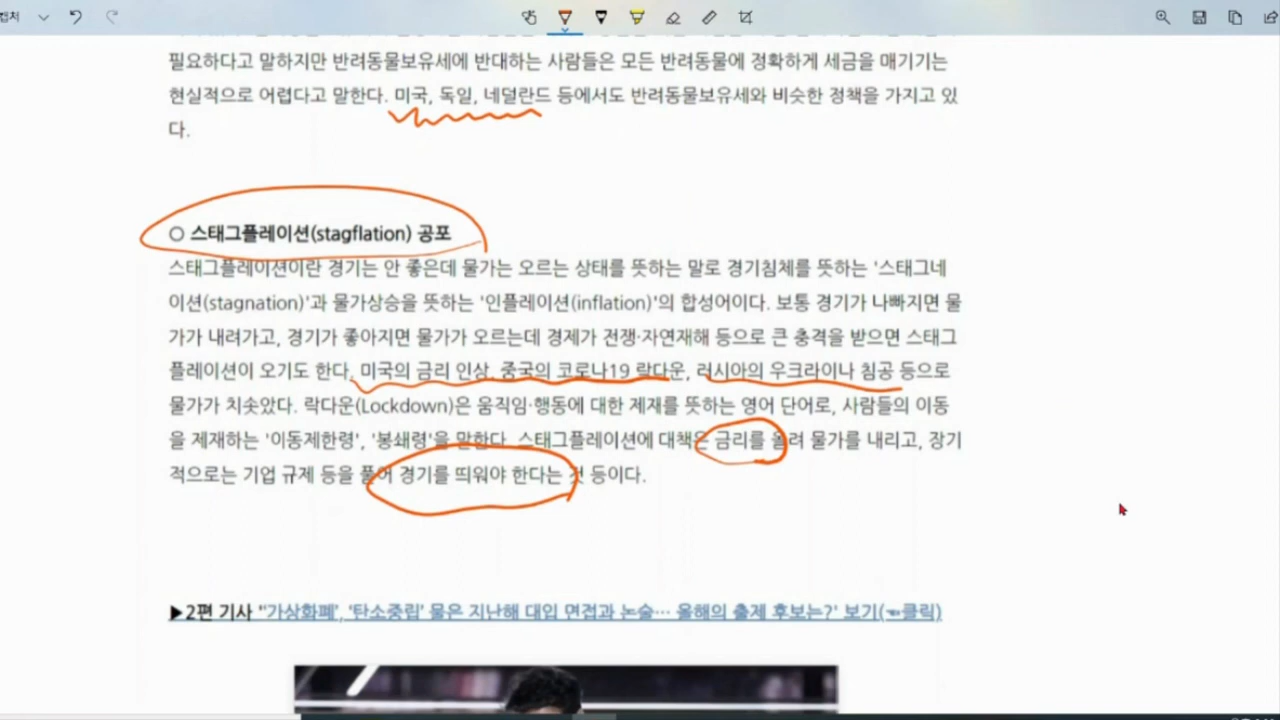 캡처
필요하다고 말하지만 반려동물보유세에 반대하는 사람들은 모든 반려동물에 정확하게 세금을 매기기는
현실적으로 어렵다고 말한다. 미국, 독일, 네덜란드 등에서도 반려동물보유세와 비슷한 정책을 가지고 있
다.
○ 스태그플레이션(stagflation) 공포
스태그플레이션이란 경기는 안 좋은데 물가는 오르는 상태를 뜻하는 말로 경기침체를 뜻하는 '스태그네
이션(stagnation)'과 물가상승을 뜻하는 '인플레이션(inflation)'의 합성어이다. 보통 경기가 나빠지면 물
가가 내려가고, 경기가 좋아지면 물가가 오르는데 경제가 전쟁·자연재해 등으로 큰 충격을 받으면 스태그
플레이션이 오기도 한다. 미국의 금리 인상, 중국의 코로나19 락다운, 러시아의 우크라이나 침공 등으로
물가가 치솟았다. 락다운(Lockdown)은 움직임·행동에 대한 제재를 뜻하는 영어 단어로, 사람들의 이동
을 제재하는 '이동제한령', '봉쇄령'을 말한다. 스태그플레이션에 대책은 금리를 올려 물가를 내리고, 장기
적으로는 기업 규제 등을 풀어 경기를 띄워야 한다는 것 등이다.
▶2편 기사 "'가상화폐', '탄소중립' 물은 지난해 대입 면접과 논술… 올해의 출제 후보는?' 보기(☜클릭)